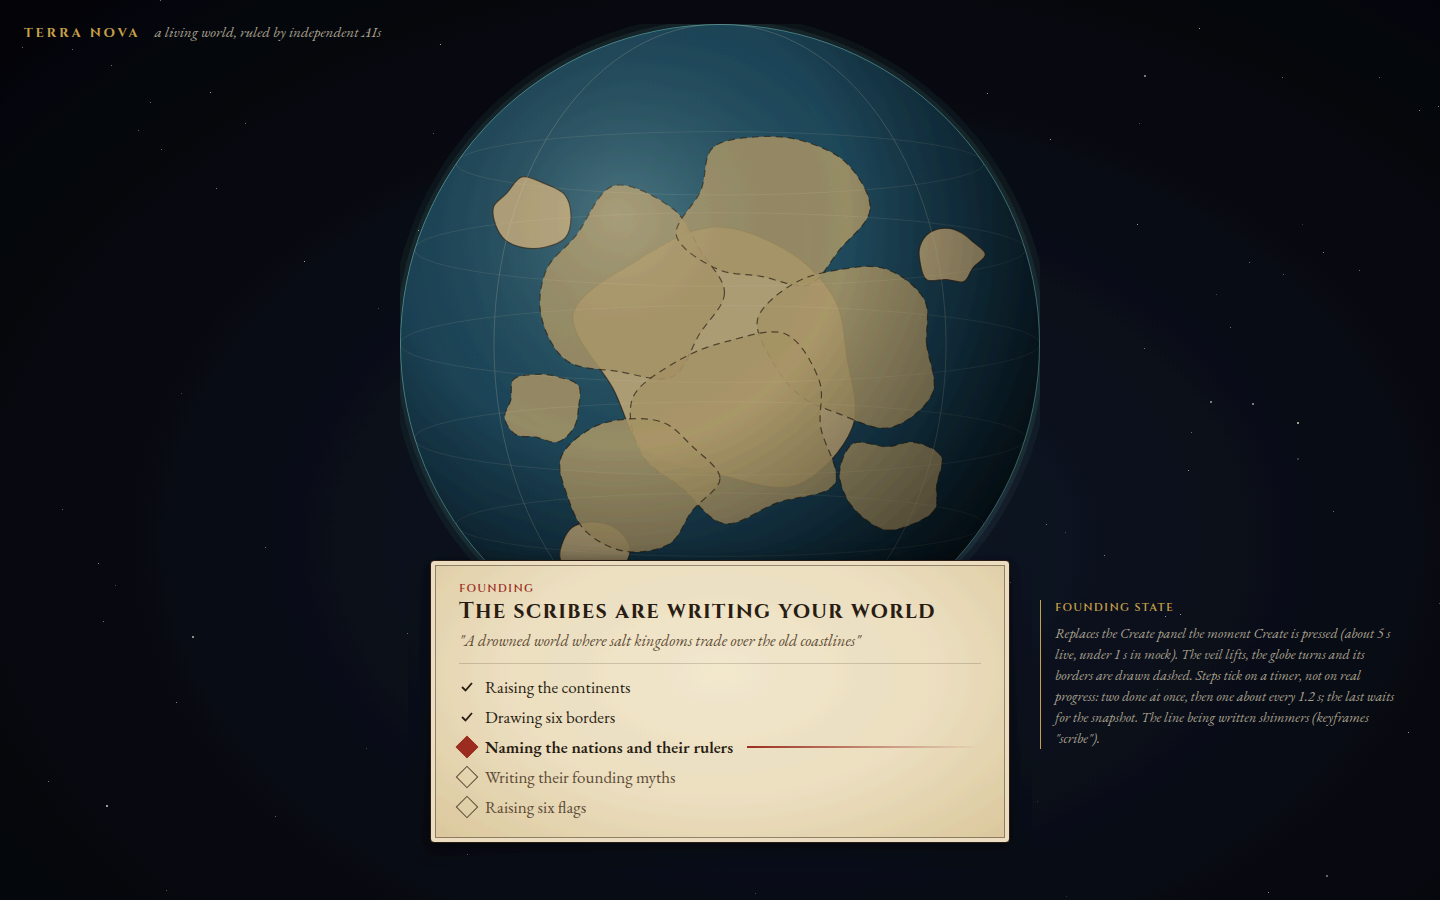 TERRA NOVA a living world, ruled by independent AIs
FOUNDING
THE SCRIBES ARE WRITING YOUR WORLD
"A drowned world where salt kingdoms trade over the old coastlines"
Raising the continents
Drawing six borders
Naming the nations and their rulers
Writing their founding myths
Raising six flags
FOUNDING STATE
Replaces the Create panel the moment Create is pressed (about 5 s
live, under 1 s in mock). The veil lifts, the globe turns and its
borders are drawn dashed. Steps tick on a timer, not on real
progress: two done at once, then one about every 1.2 s; the last waits
for the snapshot. The line being written shimmers (keyframes
"scribe").